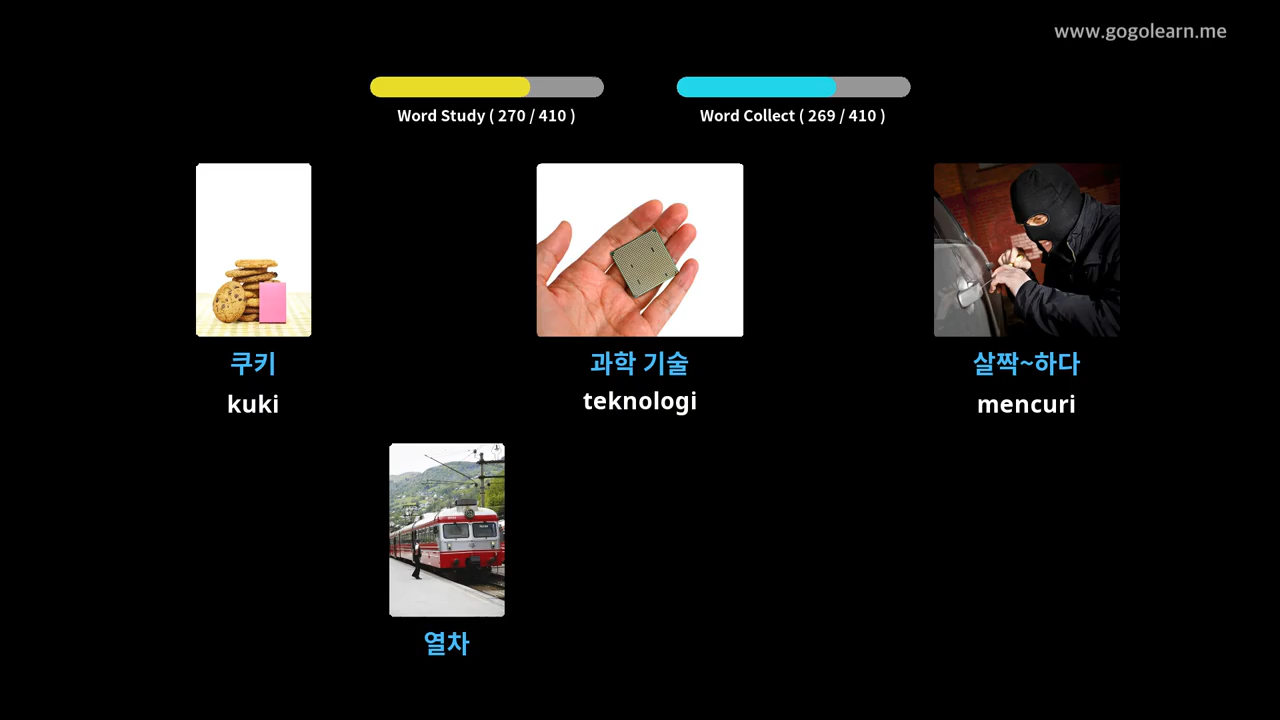 www.gogolearn.me
Word Study ( 270 / 410 )
Word Collect ( 269 / 410 )
쿠키
과학 기술
살짝~하다
kuki
teknologi
mencuri
열차